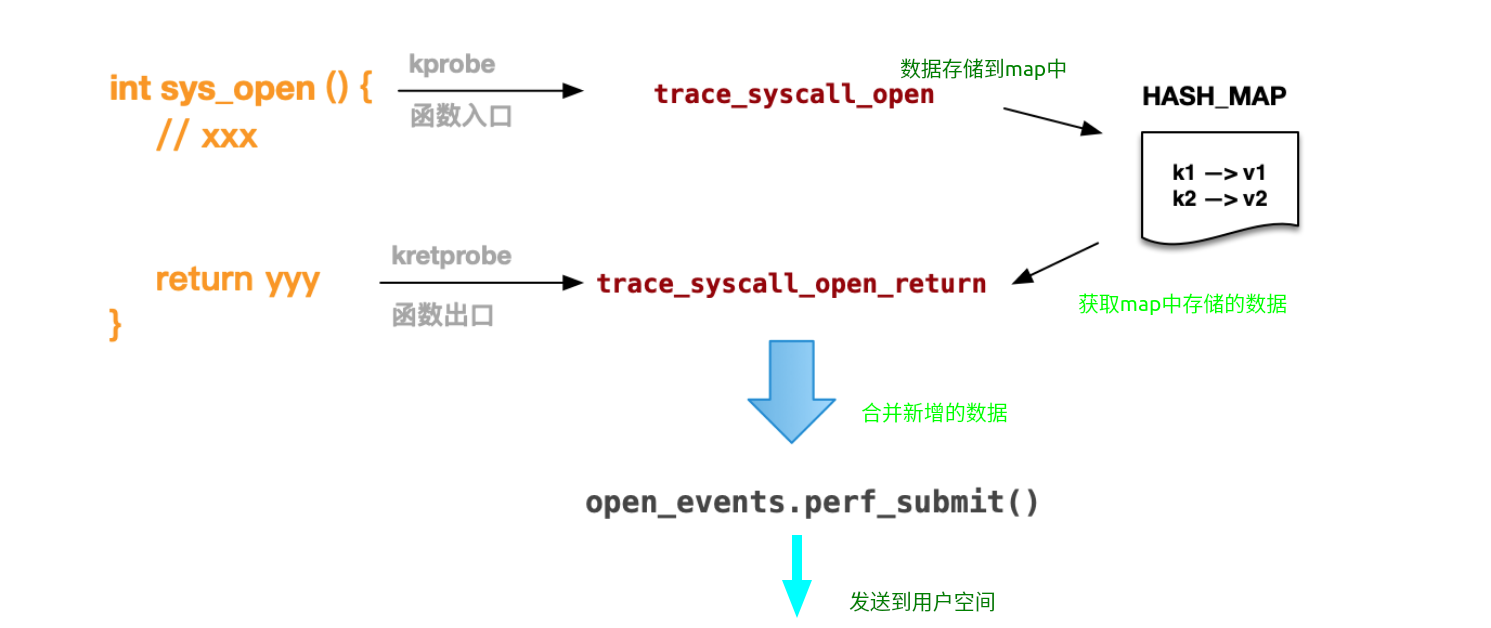 int sys_open () {
// xxx
kprobe
函数入口
trace_syscall_open
数据存储到map中
HASH_MAP
k1 —> v1
k2 —> v2
return yyy
}
kretprobe
函数出口
trace_syscall_open_return
获取map中存储的数据
合并新增的数据
open_events.perf_submit()
发送到用户空间